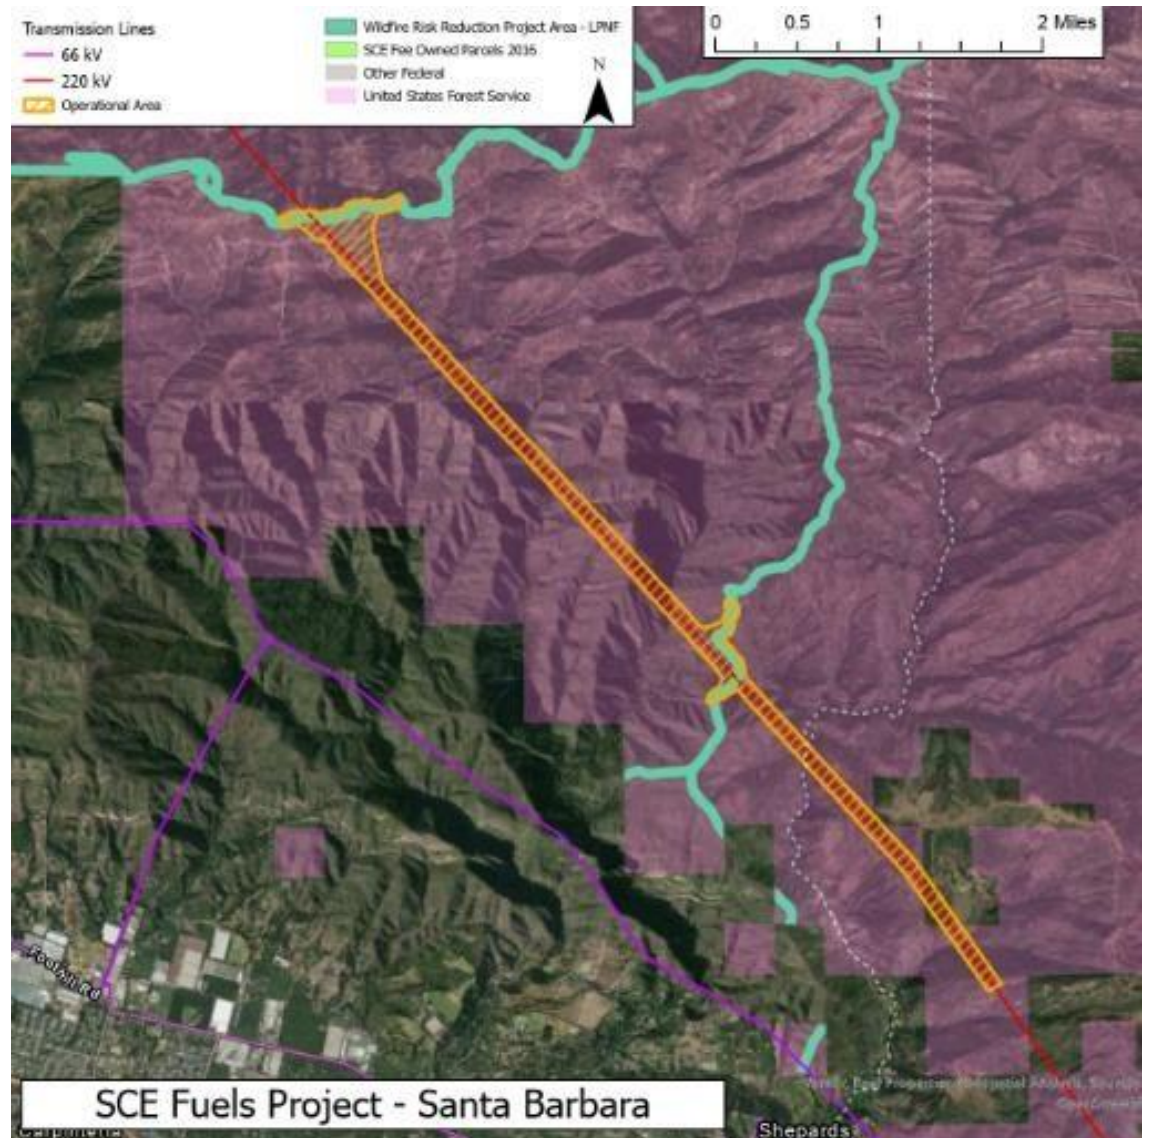 Transmission Lines
66 kV
220 kV
Operational Area
Wildfire Risk Reduction Project Area - LPNF
SCE Fee Owned Parcels 2016
Other Federal
United States Forest Service
N
0 0.5 1 2 Miles
Foothill Rd
SCE Fuels Project - Santa Barbara
Carpinteria
Shepards